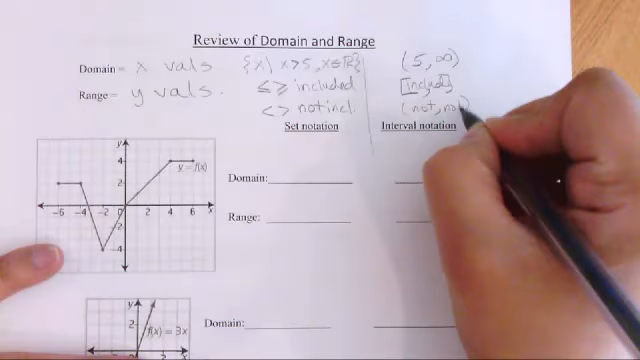 Review of Domain and Range
Domain = x vals {x| x>5, x∈ℝ} (5, ∞)
Range = y vals. ≤ ≥ included [includ]
< > not incl. (not, no
Set notation Interval notation
y
4
y = f(x)
2
-6 -4 -2 0 2 4 6 x
-2
-4
Domain:
Range:
y
2
f(x) = 3x
x
Domain: